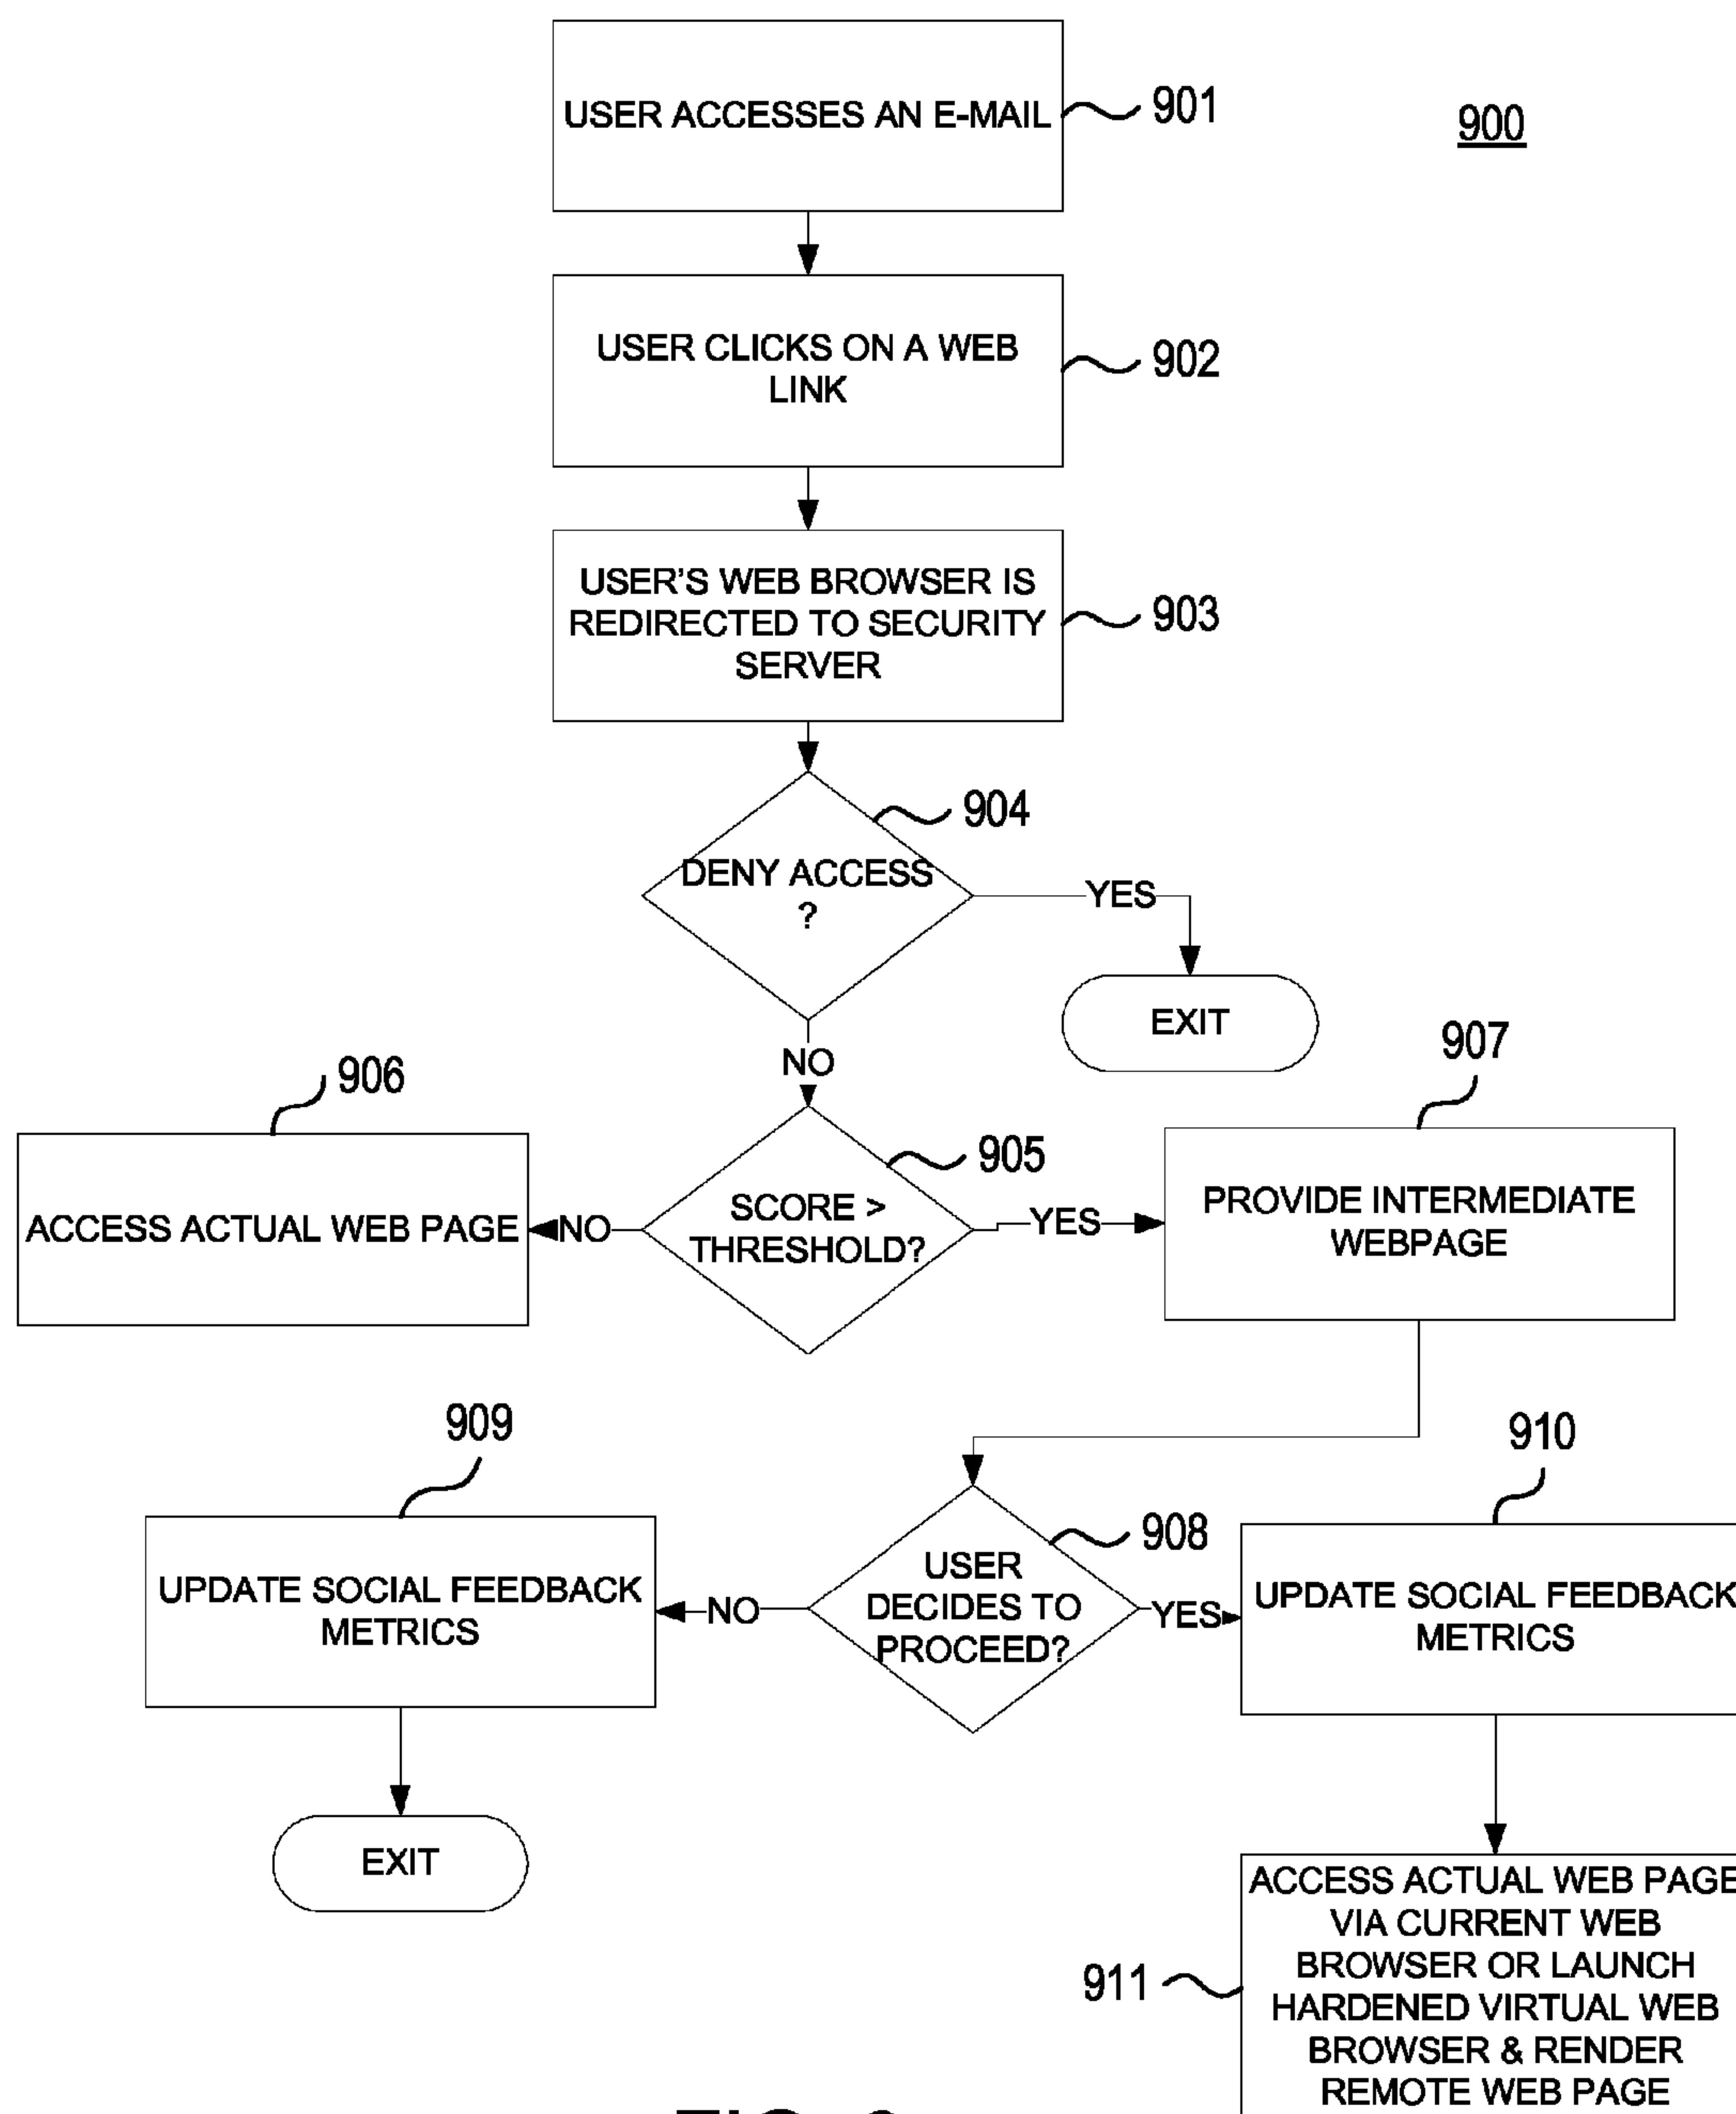 USER ACCESSES AN E-MAIL
901
900
USER CLICKS ON A WEB
LINK
902
USER'S WEB BROWSER IS
REDIRECTED TO SECURITY
SERVER
903
904
DENY ACCESS
?
YES
EXIT
NO
907
906
905
ACCESS ACTUAL WEB PAGE
NO
SCORE >
THRESHOLD?
YES
PROVIDE INTERMEDIATE
WEBPAGE
909
910
908
UPDATE SOCIAL FEEDBACK
METRICS
NO
USER
DECIDES TO
PROCEED?
YES
UPDATE SOCIAL FEEDBACK
METRICS
EXIT
911
ACCESS ACTUAL WEB PAGE
VIA CURRENT WEB
BROWSER OR LAUNCH
HARDENED VIRTUAL WEB
BROWSER & RENDER
REMOTE WEB PAGE